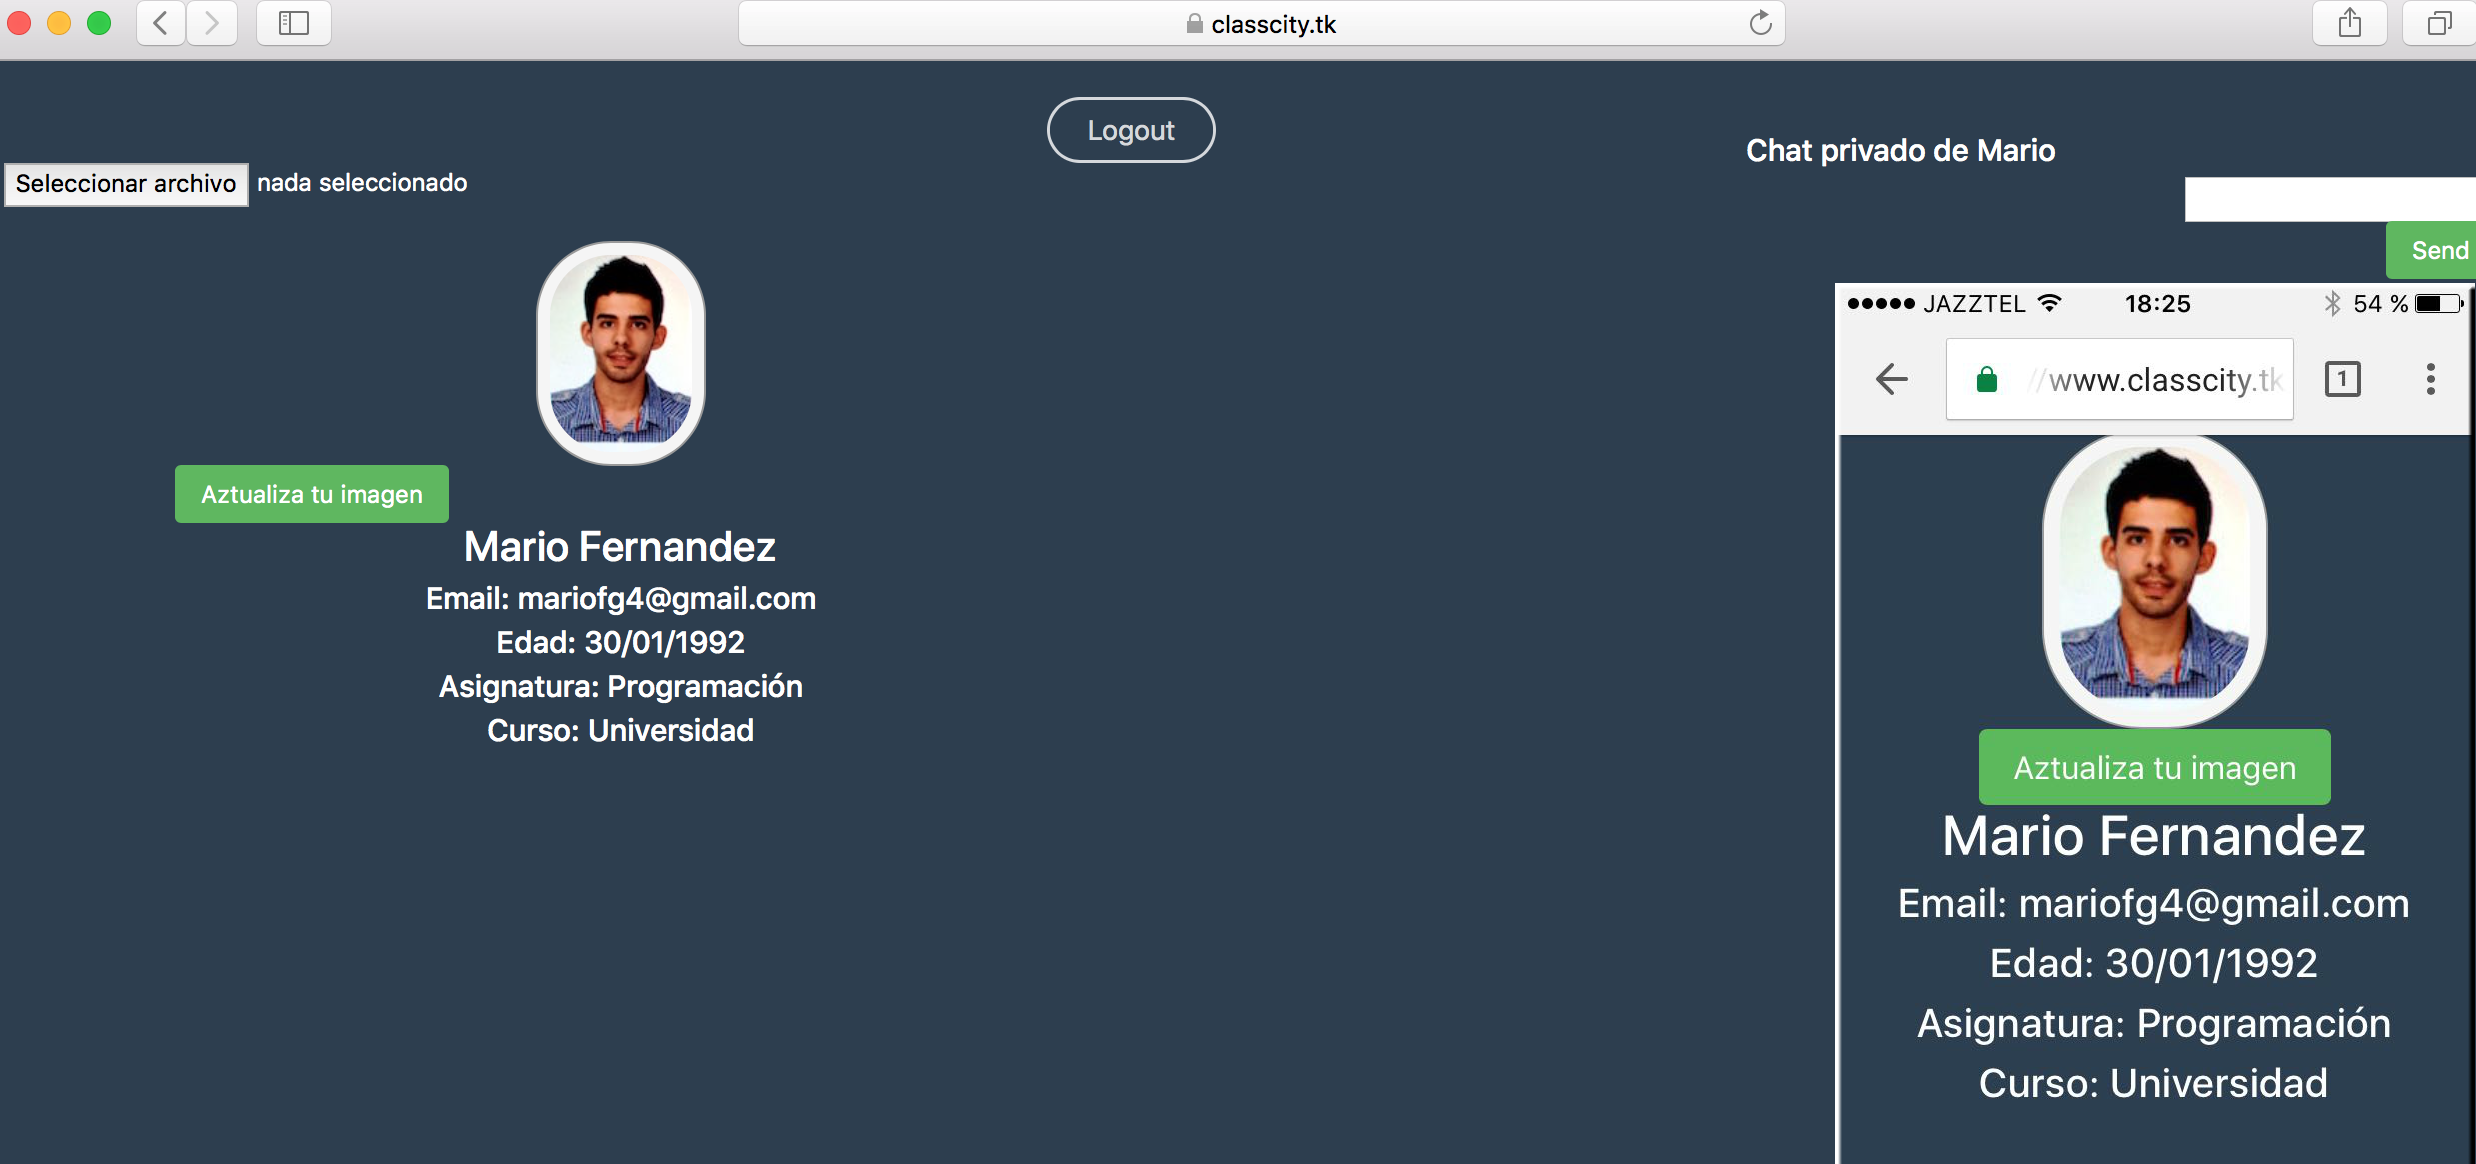 classcity.tk
Logout
Chat privado de Mario
Seleccionar archivo nada seleccionado
Send
Aztualiza tu imagen
Mario Fernandez
Email: mariofg4@gmail.com
Edad: 30/01/1992
Asignatura: Programación
Curso: Universidad
JAZZTEL 18:25 54 %
//www.classcity.tk 1
Aztualiza tu imagen
Mario Fernandez
Email: mariofg4@gmail.com
Edad: 30/01/1992
Asignatura: Programación
Curso: Universidad